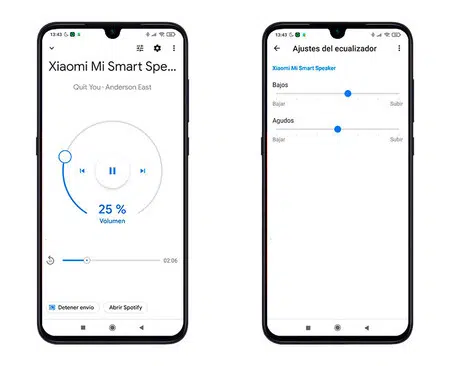 13:43
Xiaomi Mi Smart Spe...
Quit You · Anderson East
25 %
Volumen
02:06
Detener envío
Abrir Spotify
13:43
Ajustes del ecualizador
Xiaomi Mi Smart Speaker
Bajos
Bajar Subir
Agudos
Bajar Subir